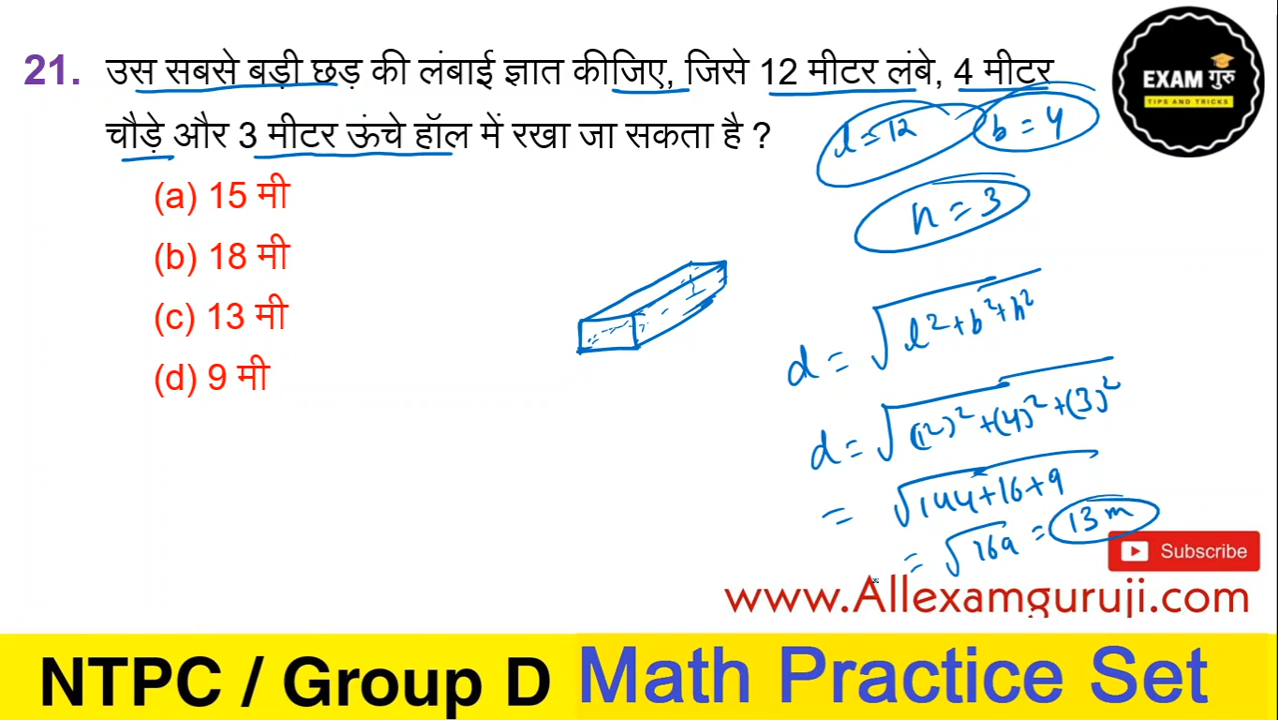 21. उस सबसे बड़ी छड़ की लंबाई ज्ञात कीजिए, जिसे 12 मीटर लंबे, 4 मीटर
चौड़े और 3 मीटर ऊंचे हॉल में रखा जा सकता है ?
(a) 15 मी
(b) 18 मी
(c) 13 मी
(d) 9 मी
EXAM गुरु
TIPS AND TRICKS
l = 12
b = 4
h = 3
d = √l²+b²+h²
d = √(12)²+(4)²+(3)²
= √144+16+9
= √169 = 13 m
Subscribe
www.Allexamguruji.com
NTPC / Group D Math Practice Set